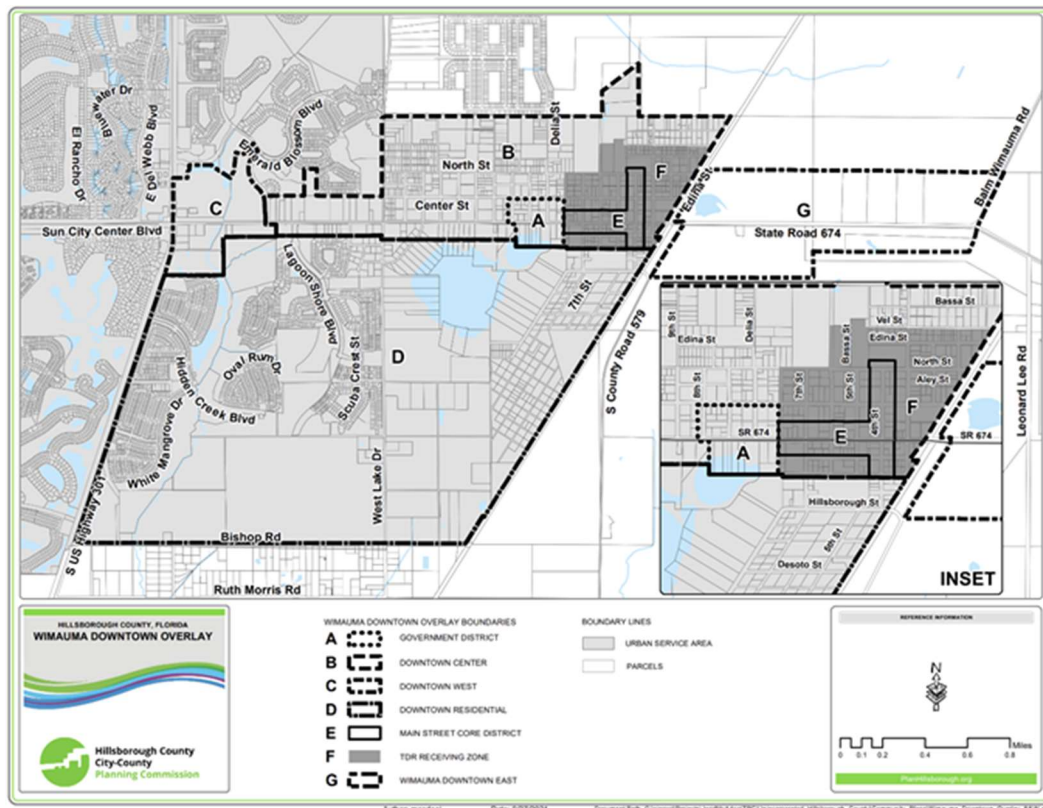 Delia St
Balm Wimauma Rd
Bluewater Dr
El Rancho Dr
E Del Webb Blvd
Emerald Blossom Blvd
B
North St
F
Edina St
G
C
Center St
A
E
Sun City Center Blvd
State Road 674
Lagoon Shore Blvd
7th St
S County Road 579
D
Oval Rum Dr
Scuba Crest St
Hidden Creek Blvd
White Mangrove Dr
West Lake Dr
S US Highway 301
Bishop Rd
Ruth Morris Rd
Leonard Lee Rd
Bassa St
9th St
Delia St
Vel St
Edina St
Edina St
Bassa St
North St
Aley St
8th St
7th St
5th St
4th St
F
SR 674
E
SR 674
A
Hillsborough St
5th St
Desoto St
INSET
HILLSBOROUGH COUNTY, FLORIDA
WIMAUMA DOWNTOWN OVERLAY
Hillsborough County
City-County
Planning Commission
WIMAUMA DOWNTOWN OVERLAY BOUNDARIES
A GOVERNMENT DISTRICT
B DOWNTOWN CENTER
C DOWNTOWN WEST
D DOWNTOWN RESIDENTIAL
E MAIN STREET CORE DISTRICT
F TDR RECEIVING ZONE
G WIMAUMA DOWNTOWN EAST
BOUNDARY LINES
URBAN SERVICE AREA
PARCELS
REFERENCE INFORMATION
N
0 0.1 0.2 0.4 0.6 0.8
Miles
PlanHillsborough.org